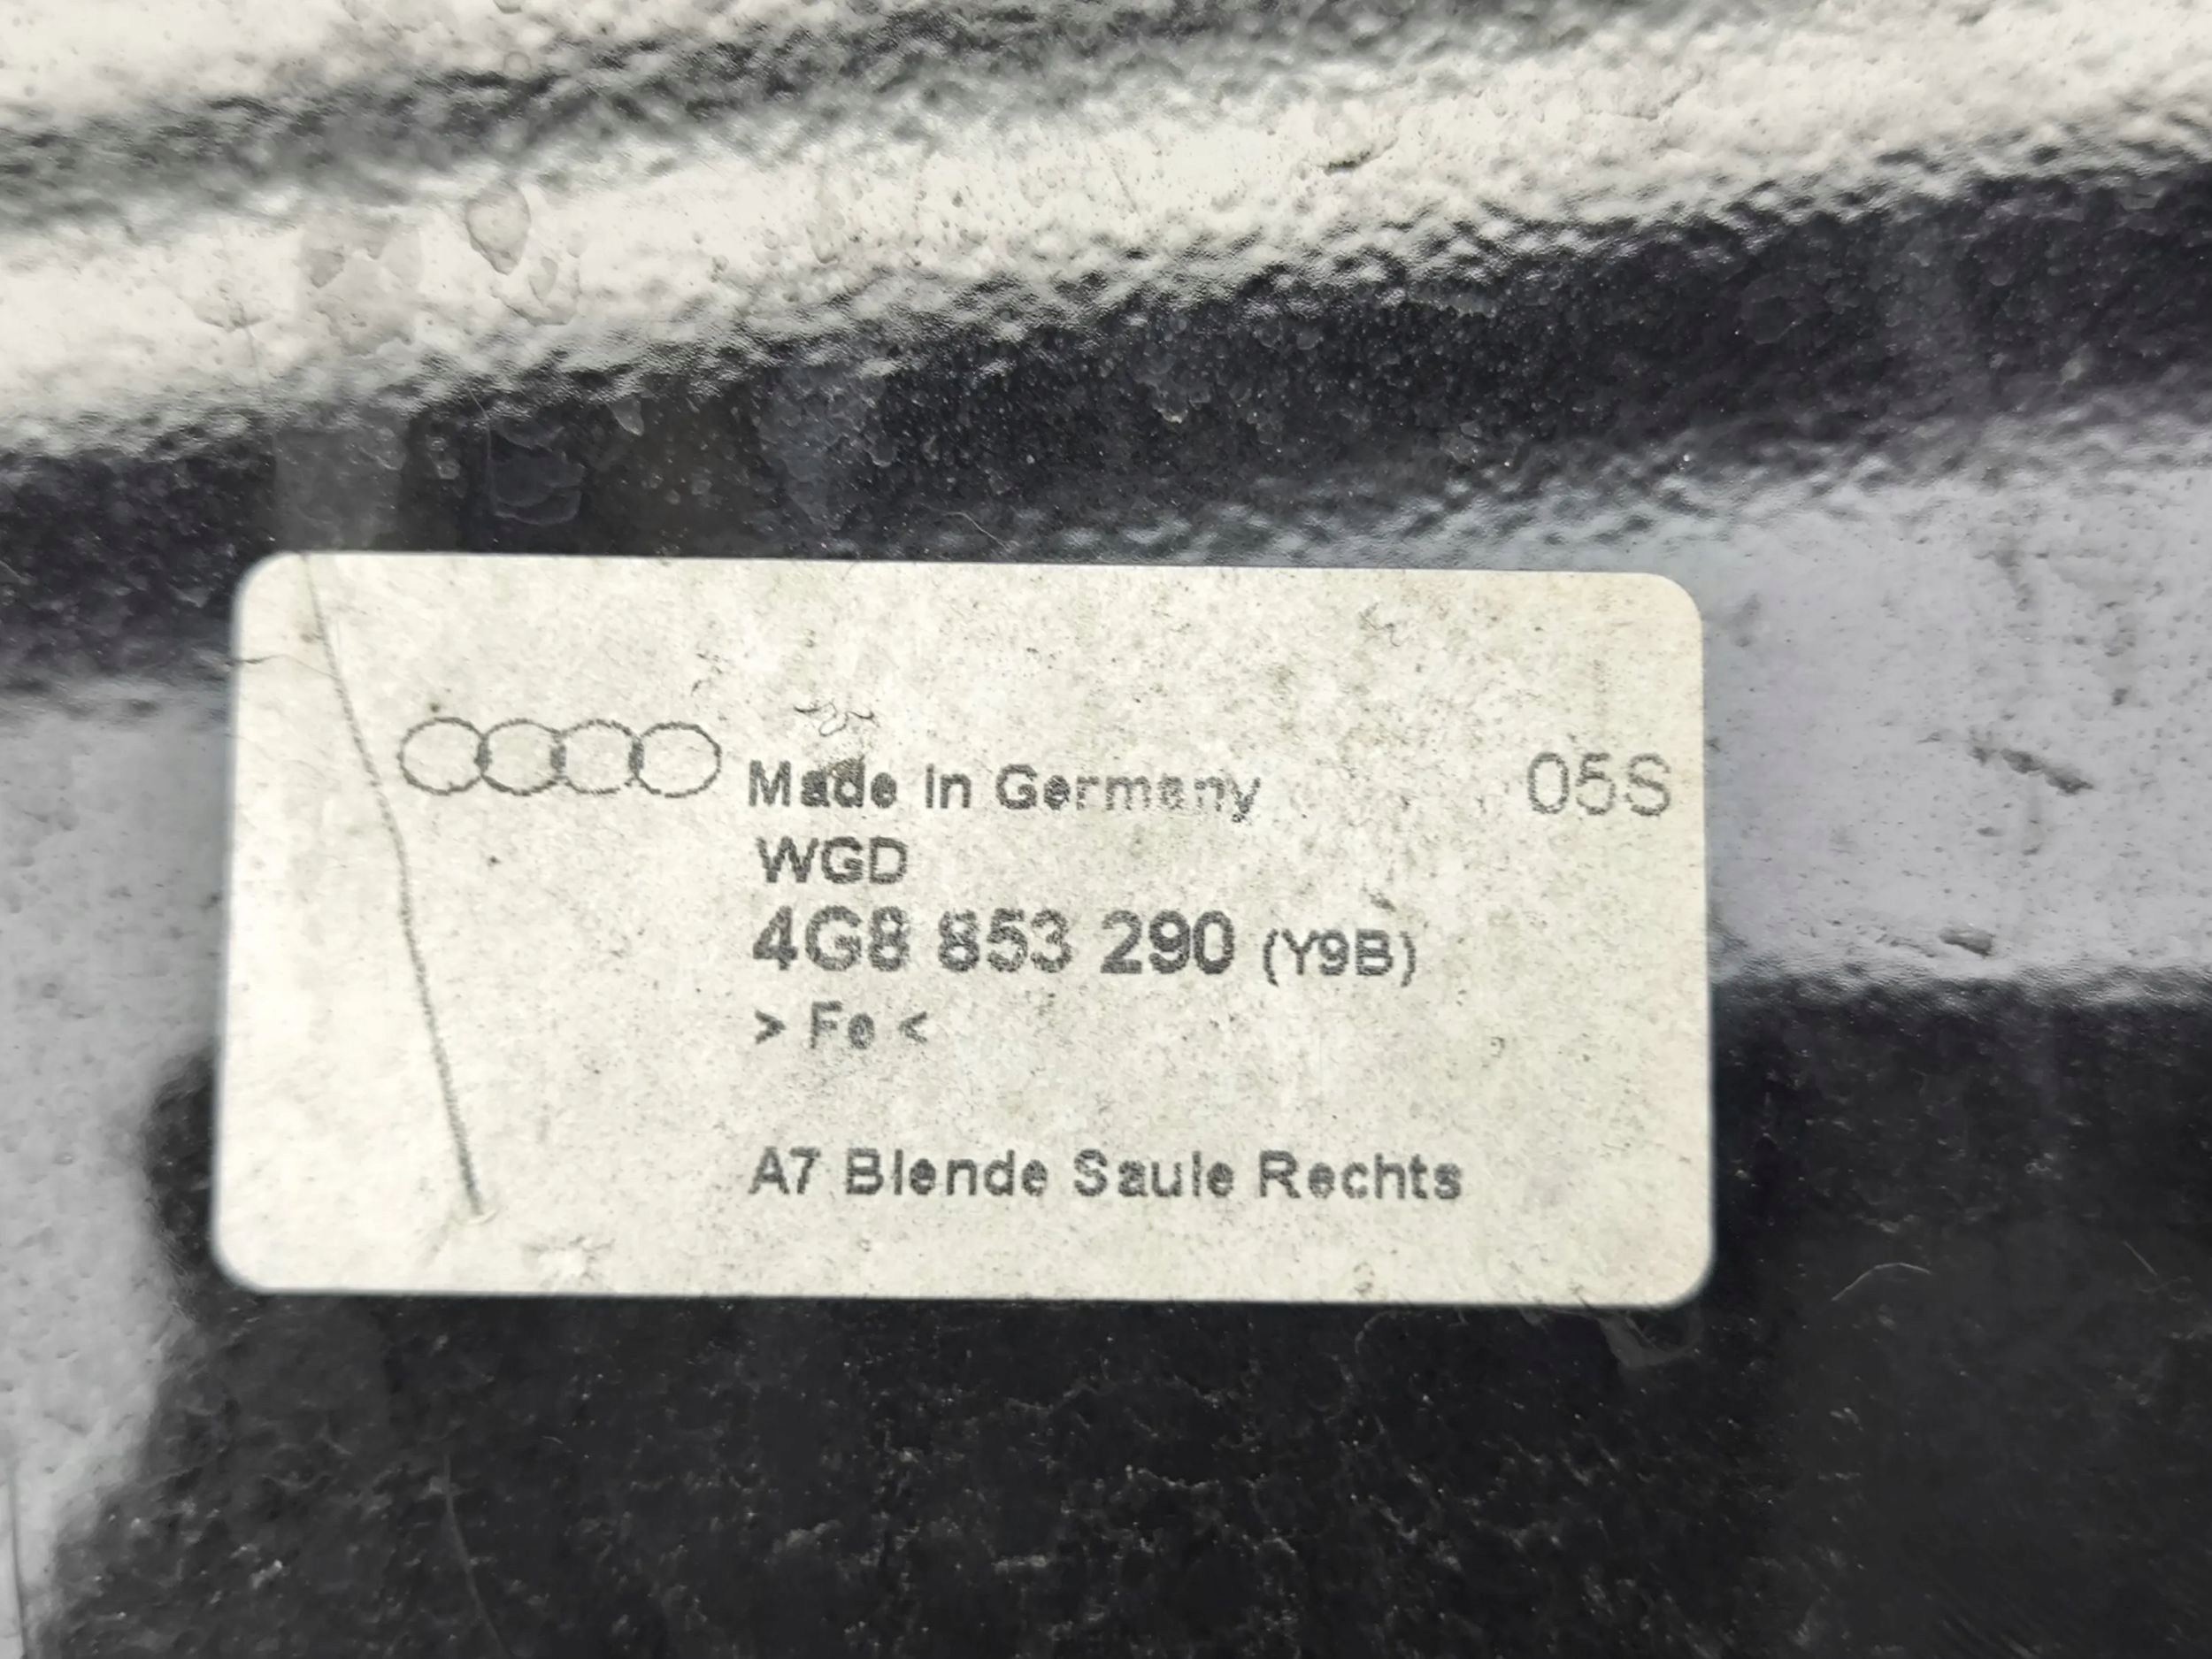 Made in Germany 05S
WGD
4G8 853 290 (Y9B)
> Fe <
A7 Blende Saule Rechts